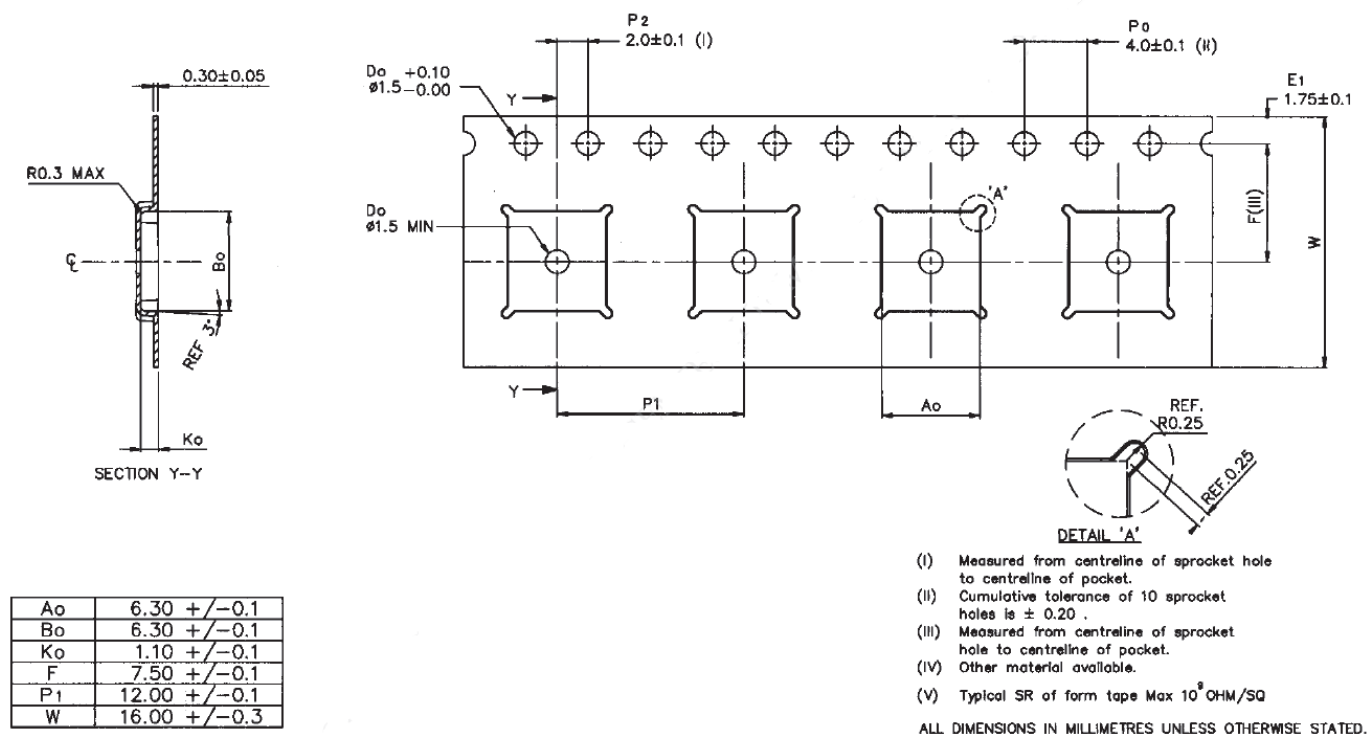 P2
2.0±0.1 (I)
Po
4.0±0.1 (II)
0.30±0.05
Do +0.10
ø1.5-0.00
Y
E1
1.75±0.1
R0.3 MAX
'A'
Do
ø1.5 MIN
F(III)
W
Bo
REF 3°
Y
P1
Ao
Ko
SECTION Y-Y
REF.
R0.25
REF.0.25
DETAIL 'A'
(I) Measured from centreline of sprocket hole
to centreline of pocket.
(II) Cumulative tolerance of 10 sprocket
holes is ± 0.20 .
(III) Measured from centreline of sprocket
hole to centreline of pocket.
(IV) Other material available.
(V) Typical SR of form tape Max 10⁹ OHM/SQ
ALL DIMENSIONS IN MILLIMETRES UNLESS OTHERWISE STATED.
Ao 6.30 +/-0.1
Bo 6.30 +/-0.1
Ko 1.10 +/-0.1
F 7.50 +/-0.1
P1 12.00 +/-0.1
W 16.00 +/-0.3